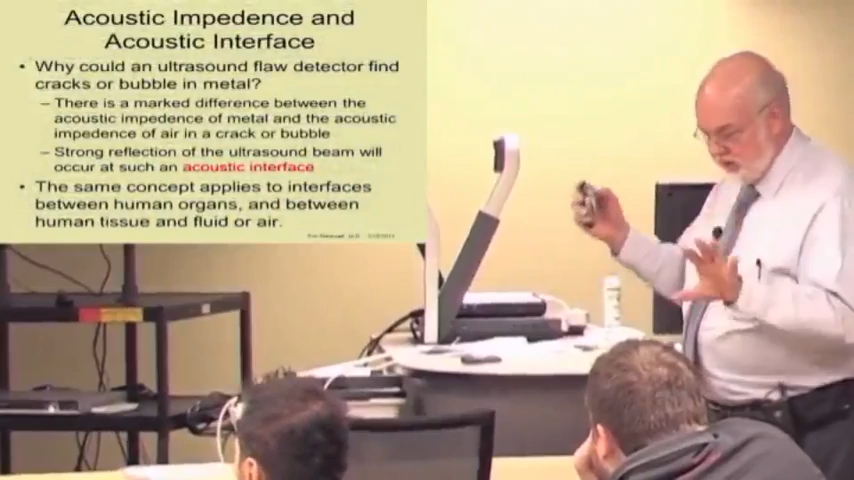 Acoustic Impedence and
Acoustic Interface
• Why could an ultrasound flaw detector find
cracks or bubble in metal?
– There is a marked difference between the
acoustic impedance of metal and the acoustic
impedance of air in a crack or bubble
– Strong reflection of the ultrasound beam will
occur at such an acoustic interface
• The same concept applies to interfaces
between human organs, and between
human tissue and fluid or air.